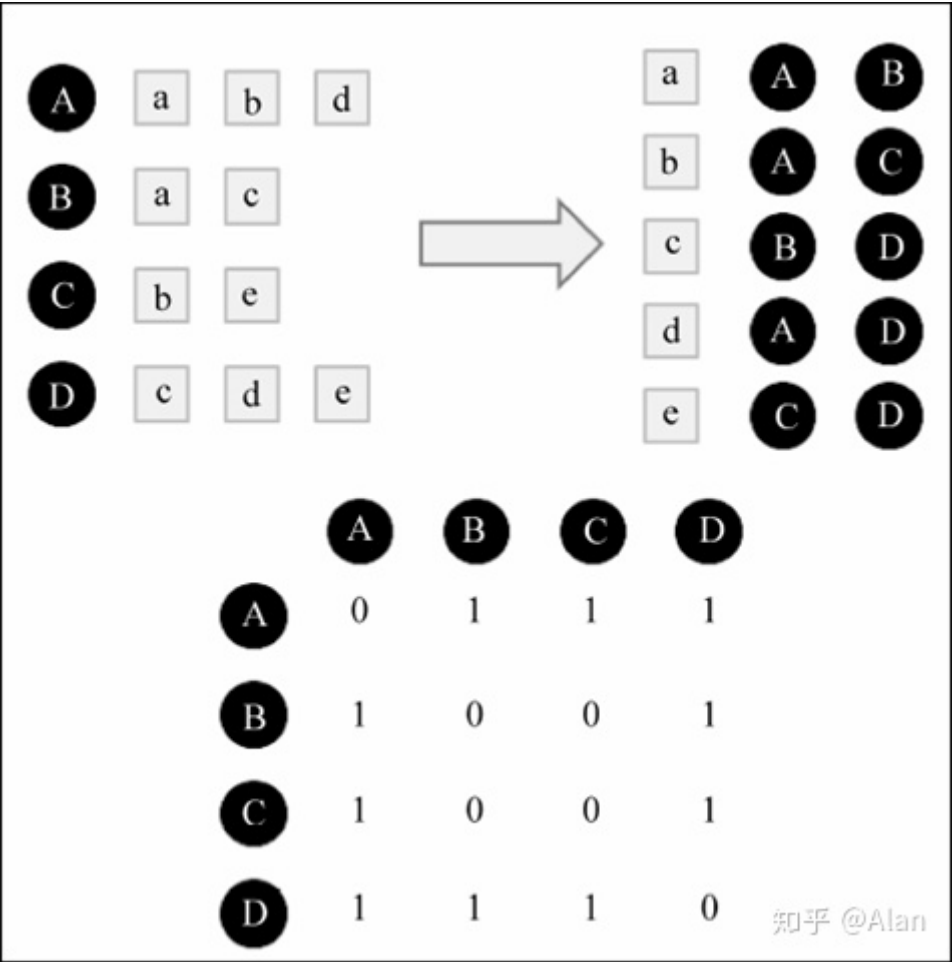 A a b d
B a c
C b e
D c d e
a A B
b A C
c B D
d A D
e C D
A B C D
A 0 1 1 1
B 1 0 0 1
C 1 0 0 1
D 1 1 1 0
知乎 @Alan